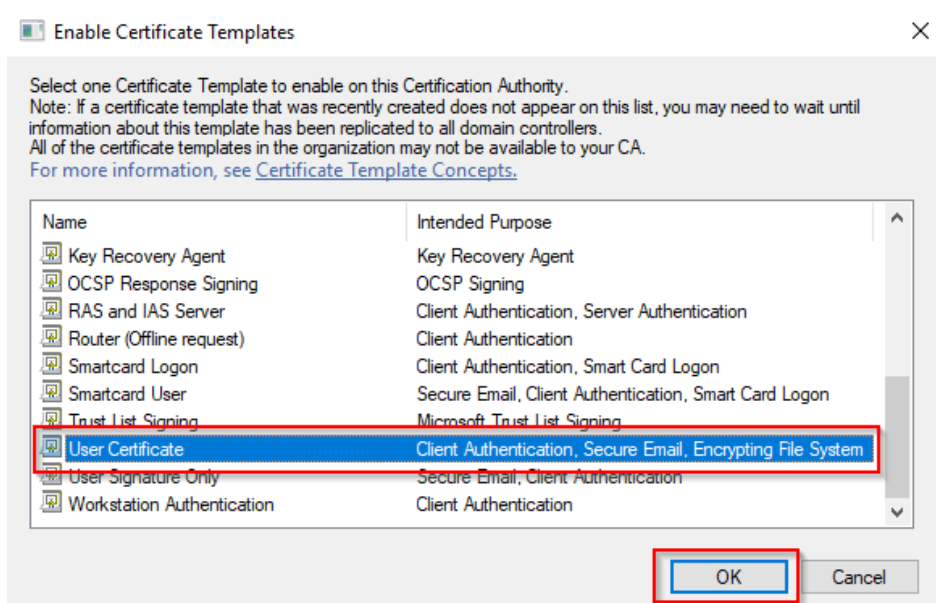 Enable Certificate Templates
Select one Certificate Template to enable on this Certification Authority.
Note: If a certificate template that was recently created does not appear on this list, you may need to wait until
information about this template has been replicated to all domain controllers.
All of the certificate templates in the organization may not be available to your CA.
For more information, see Certificate Template Concepts.
Name Intended Purpose
Key Recovery Agent Key Recovery Agent
OCSP Response Signing OCSP Signing
RAS and IAS Server Client Authentication, Server Authentication
Router (Offline request) Client Authentication
Smartcard Logon Client Authentication, Smart Card Logon
Smartcard User Secure Email, Client Authentication, Smart Card Logon
Trust List Signing Microsoft Trust List Signing
User Certificate Client Authentication, Secure Email, Encrypting File System
User Signature Only Secure Email, Client Authentication
Workstation Authentication Client Authentication
OK Cancel